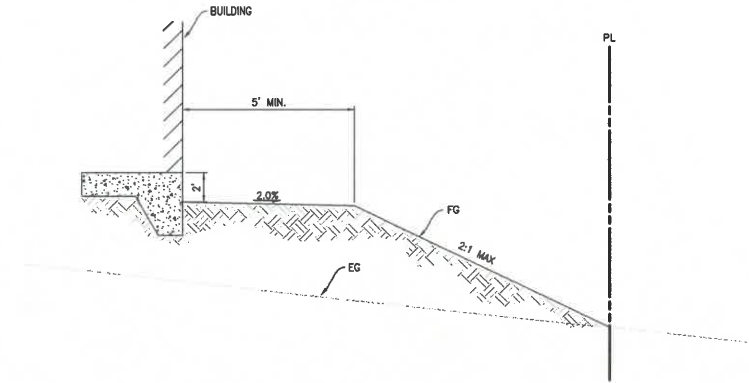 BUILDING
PL
5' MIN.
2'
2.0%
FG
2:1 MAX
EG